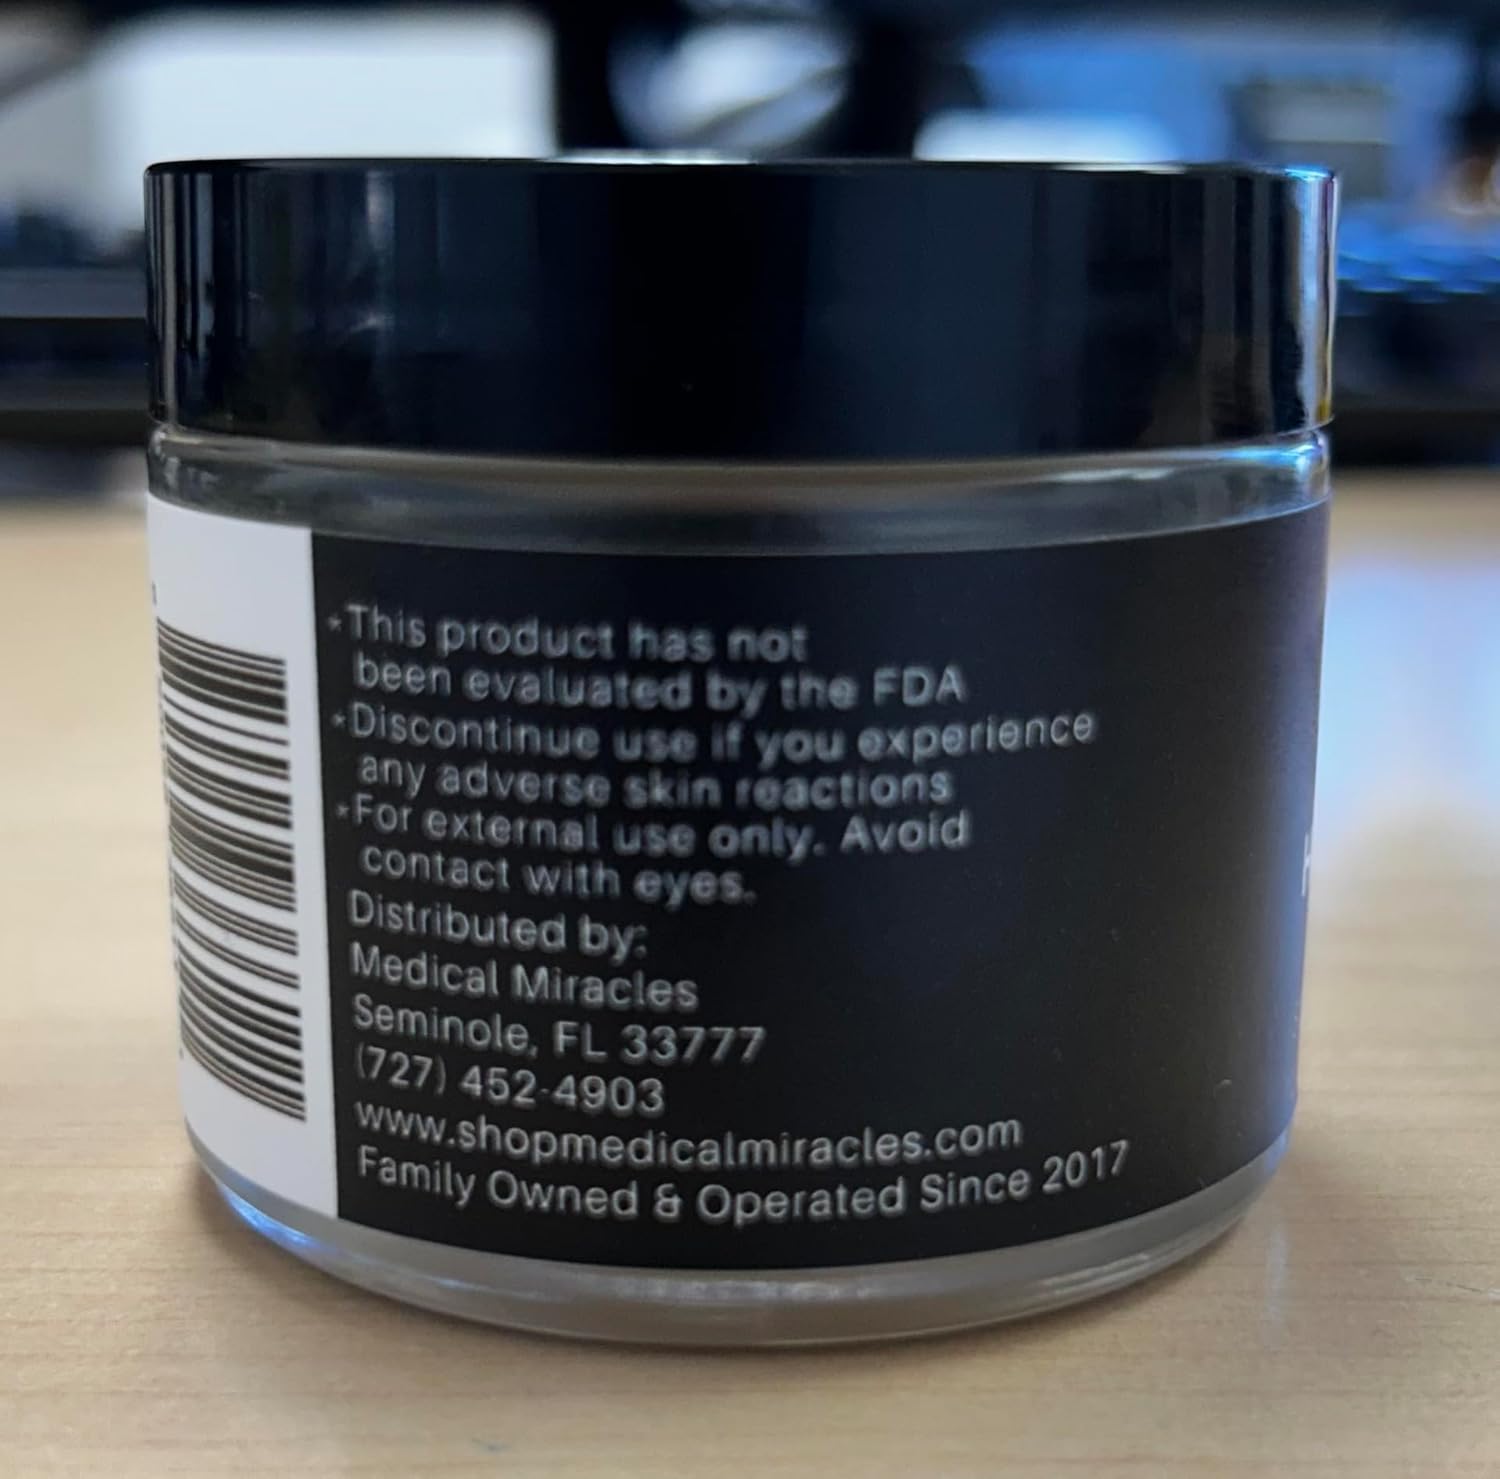 *This product has not
been evaluated by the FDA
*Discontinue use if you experience
any adverse skin reactions
*For external use only. Avoid
contact with eyes.
Distributed by:
Medical Miracles
Seminole, FL 33777
(727) 452-4903
www.shopmedicalmiracles.com
Family Owned & Operated Since 2017